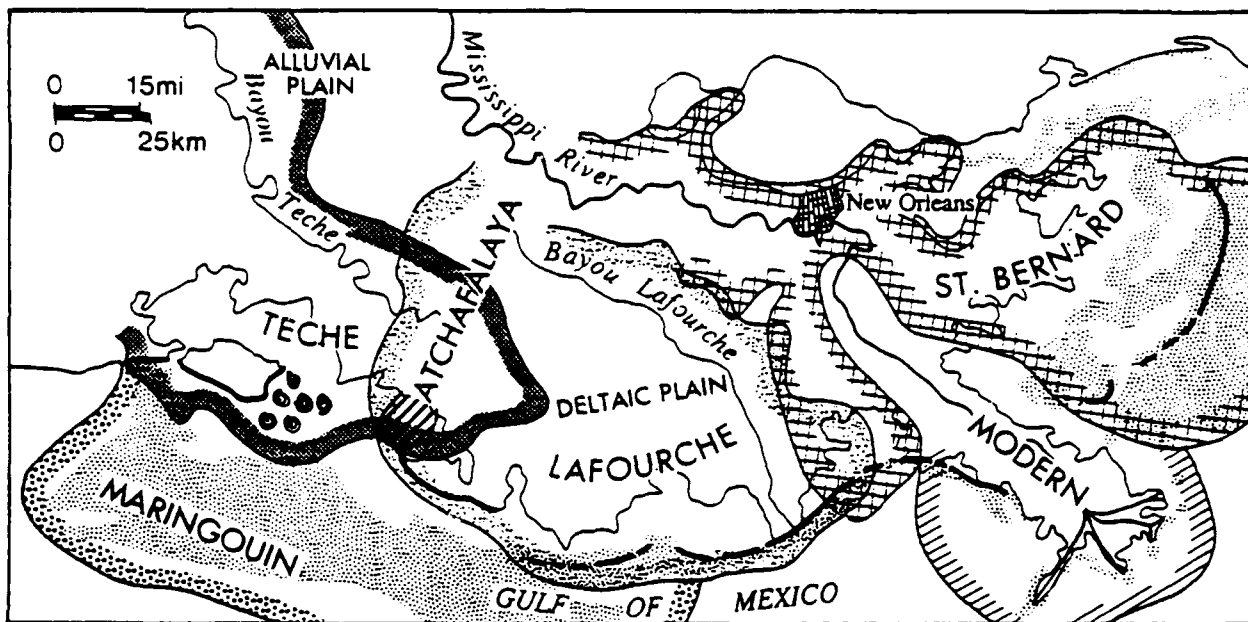 ALLUVIAL
PLAIN
0 15mi
0 25km
Bayou
Teche
Mississippi
River
New Orleans
ST. BERNARD
Bayou Lafourche
ATCHAFALAYA
TECHE
DELTAIC PLAIN
LAFOURCHE
MODERN
MARINGOUIN
GULF OF MEXICO